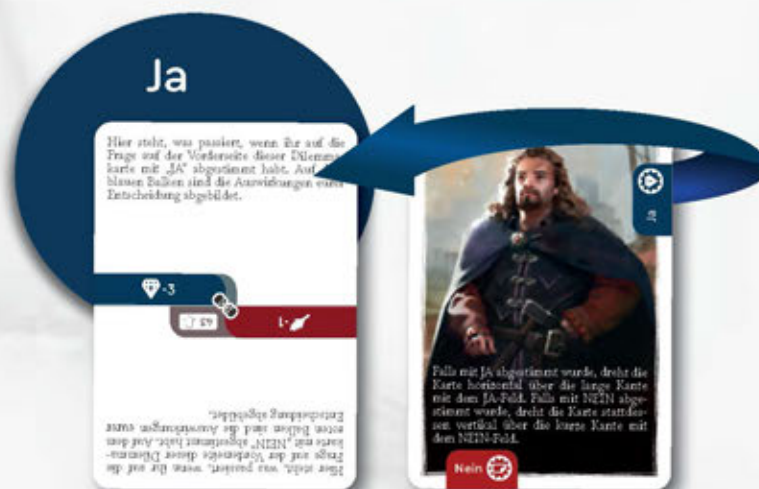 Ja
Hier steht, was passiert, wenn ihr auf die
Frage auf der Vorderseite dieser Dilemma-
karte mit „JA“ abgestimmt habt. Auf
blauen Balken sind die Auswirkungen eurer
Entscheidung abgebildet.
-3
-1
Hier steht, was passiert, wenn ihr auf die
Frage auf der Vorderseite dieser Dilemma-
karte mit „NEIN“ abgestimmt habt. Auf dem
roten Balken sind die Auswirkungen eurer
Entscheidung abgebildet.
Ja
Falls mit JA abgestimmt wurde, dreht die
Karte horizontal über die lange Kante
mit dem JA-Feld. Falls mit NEIN abge-
stimmt wurde, dreht die Karte stattdes-
sen vertikal über die kurze Kante mit
dem NEIN-Feld.
Nein